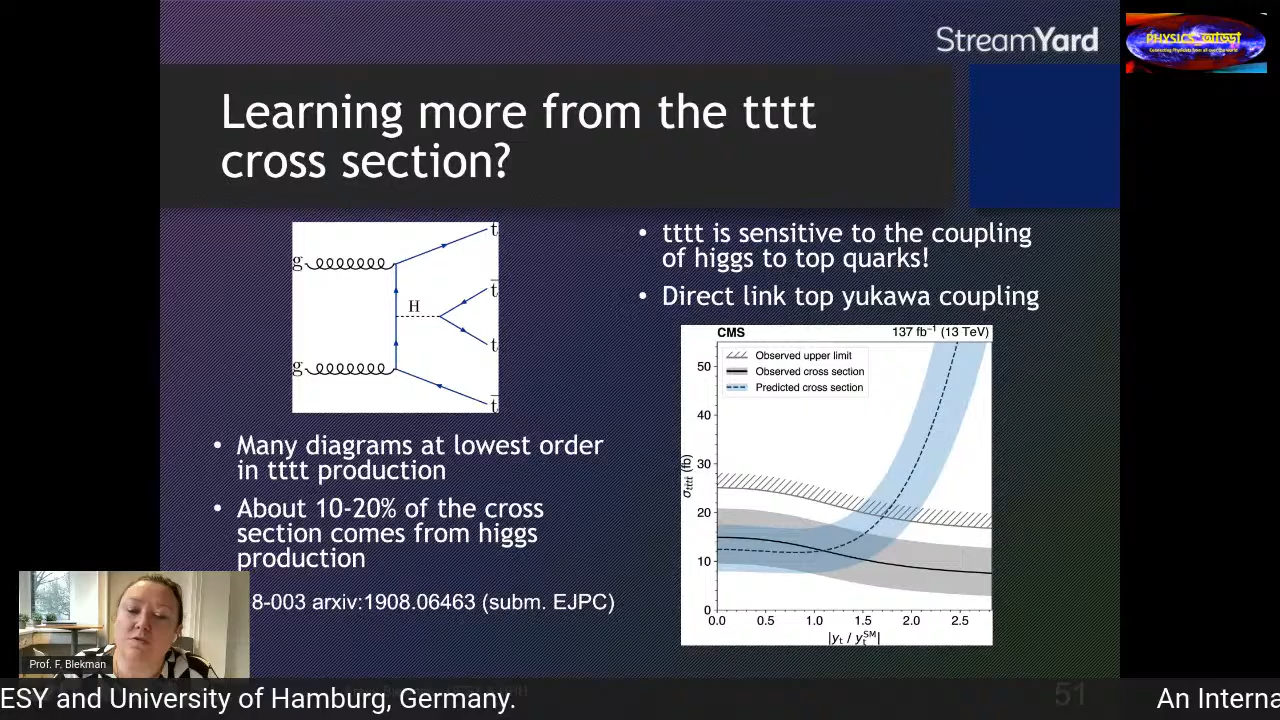 StreamYard
PHYSICS_আড্ডা
Learning more from the tttt
cross section?
g
g
H
t
t̅
t
t̅
• Many diagrams at lowest order
in tttt production
• About 10-20% of the cross
section comes from higgs
production
8-003 arxiv:1908.06463 (subm. EJPC)
• tttt is sensitive to the coupling
of higgs to top quarks!
• Direct link top yukawa coupling
CMS 137 fb⁻¹ (13 TeV)
Observed upper limit
Observed cross section
Predicted cross section
σtt̅tt̅ (fb)
50
40
30
20
10
0
0.0 0.5 1.0 1.5 2.0 2.5
|yt / ytSM|
Prof. F. Blekman
51
ESY and University of Hamburg, Germany. An Interna